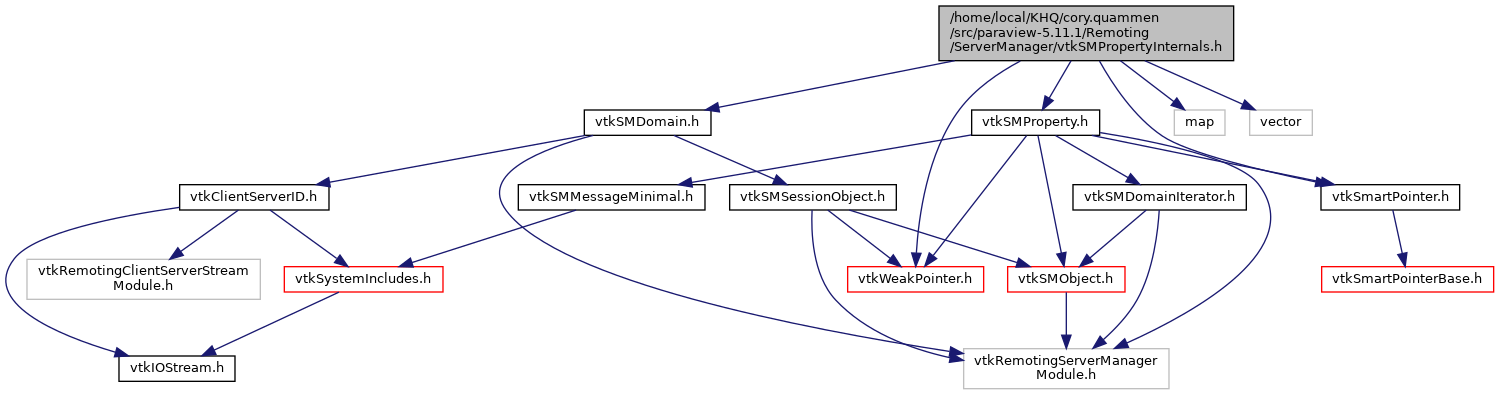 /home/local/KHQ/cory.quammen
/src/paraview-5.11.1/Remoting
/ServerManager/vtkSMPropertyInternals.h
vtkSMDomain.h
vtkSMProperty.h
map
vector
vtkClientServerID.h
vtkSMMessageMinimal.h
vtkSMSessionObject.h
vtkSMDomainIterator.h
vtkSmartPointer.h
vtkRemotingClientServerStream
Module.h
vtkSystemIncludes.h
vtkWeakPointer.h
vtkSMObject.h
vtkSmartPointerBase.h
vtkIOStream.h
vtkRemotingServerManager
Module.h